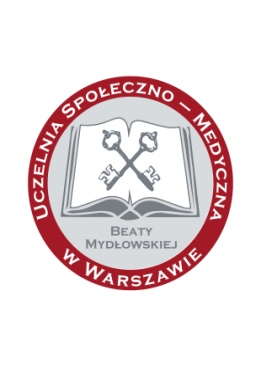 UCZELNIA SPOŁECZNO – MEDYCZNA
BEATY
MYDŁOWSKIEJ
W WARSZAWIE